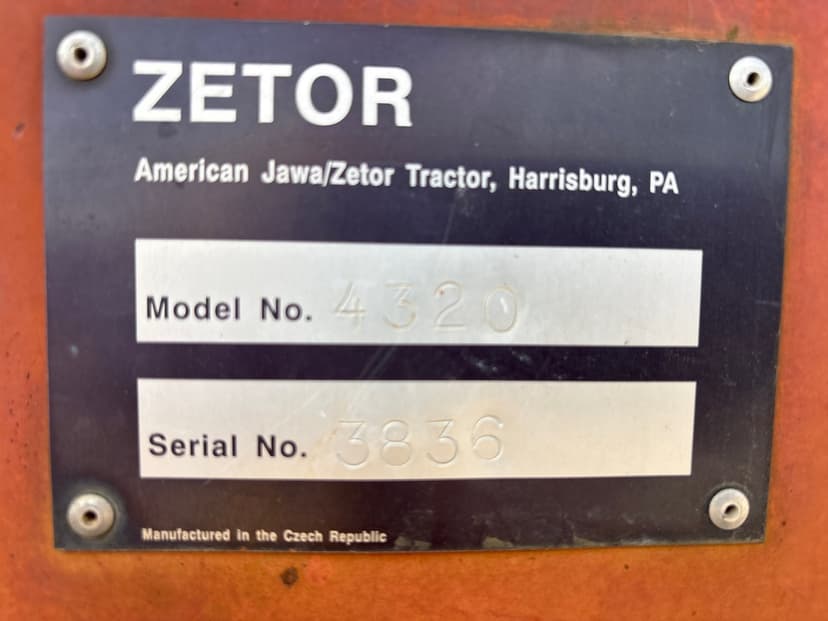 ZETOR
American Jawa/Zetor Tractor, Harrisburg, PA
Model No. 4320
Serial No. 3836
Manufactured in the Czech Republic